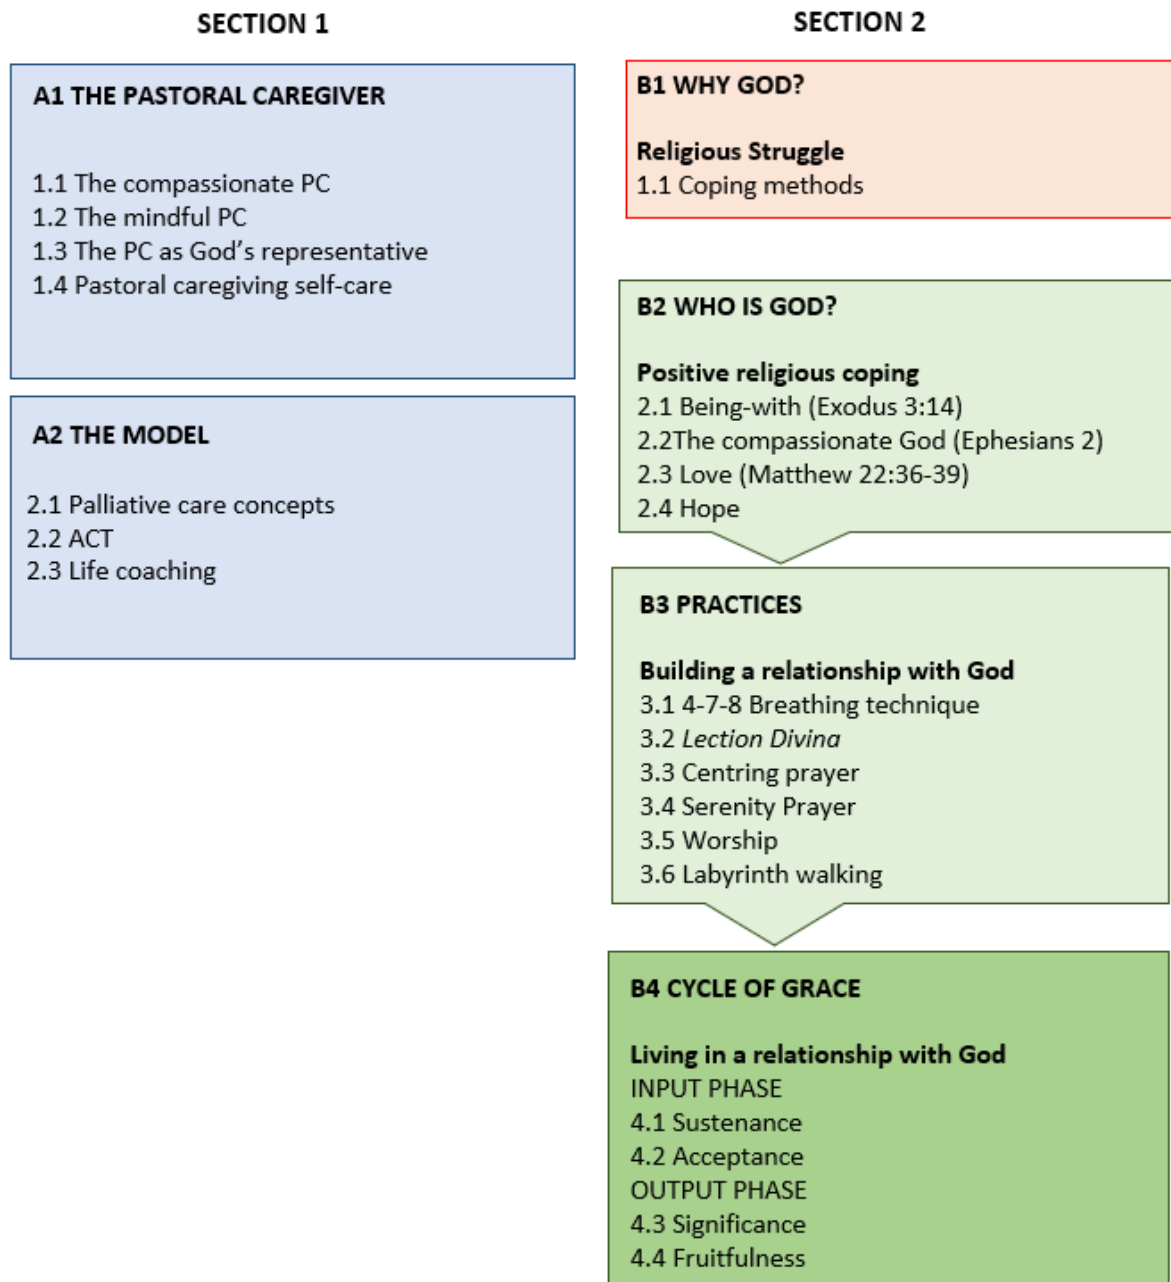 SECTION 1
A1 THE PASTORAL CAREGIVER
1.1 The compassionate PC
1.2 The mindful PC
1.3 The PC as God’s representative
1.4 Pastoral caregiving self-care
A2 THE MODEL
2.1 Palliative care concepts
2.2 ACT
2.3 Life coaching
SECTION 2
B1 WHY GOD?
Religious Struggle
1.1 Coping methods
B2 WHO IS GOD?
Positive religious coping
2.1 Being-with (Exodus 3:14)
2.2The compassionate God (Ephesians 2)
2.3 Love (Matthew 22:36-39)
2.4 Hope
B3 PRACTICES
Building a relationship with God
3.1 4-7-8 Breathing technique
3.2 Lection Divina
3.3 Centring prayer
3.4 Serenity Prayer
3.5 Worship
3.6 Labyrinth walking
B4 CYCLE OF GRACE
Living in a relationship with God
INPUT PHASE
4.1 Sustenance
4.2 Acceptance
OUTPUT PHASE
4.3 Significance
4.4 Fruitfulness